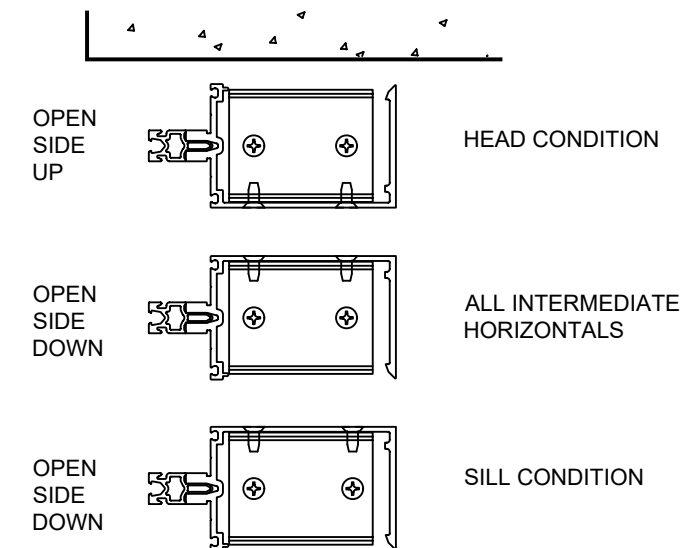 OPEN
SIDE
UP
HEAD CONDITION
OPEN
SIDE
DOWN
ALL INTERMEDIATE
HORIZONTALS
OPEN
SIDE
DOWN
SILL CONDITION